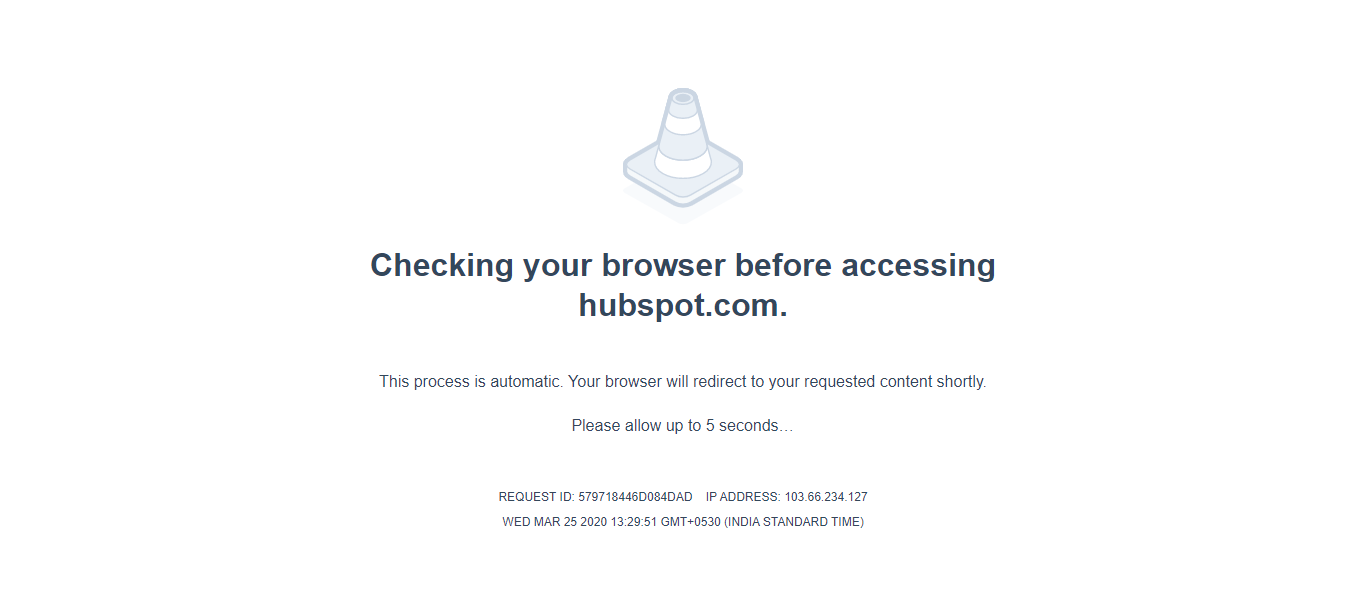 Checking your browser before accessing
hubspot.com.
This process is automatic. Your browser will redirect to your requested content shortly.
Please allow up to 5 seconds…
REQUEST ID: 579718446D084DAD IP ADDRESS: 103.66.234.127
WED MAR 25 2020 13:29:51 GMT+0530 (INDIA STANDARD TIME)